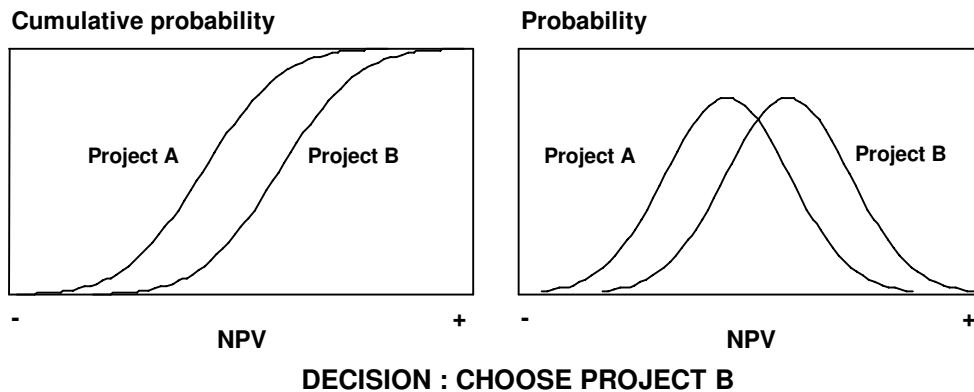 Cumulative probability
Probability
Project A
Project B
Project A
Project B
-
+
-
+
NPV
NPV
DECISION : CHOOSE PROJECT B